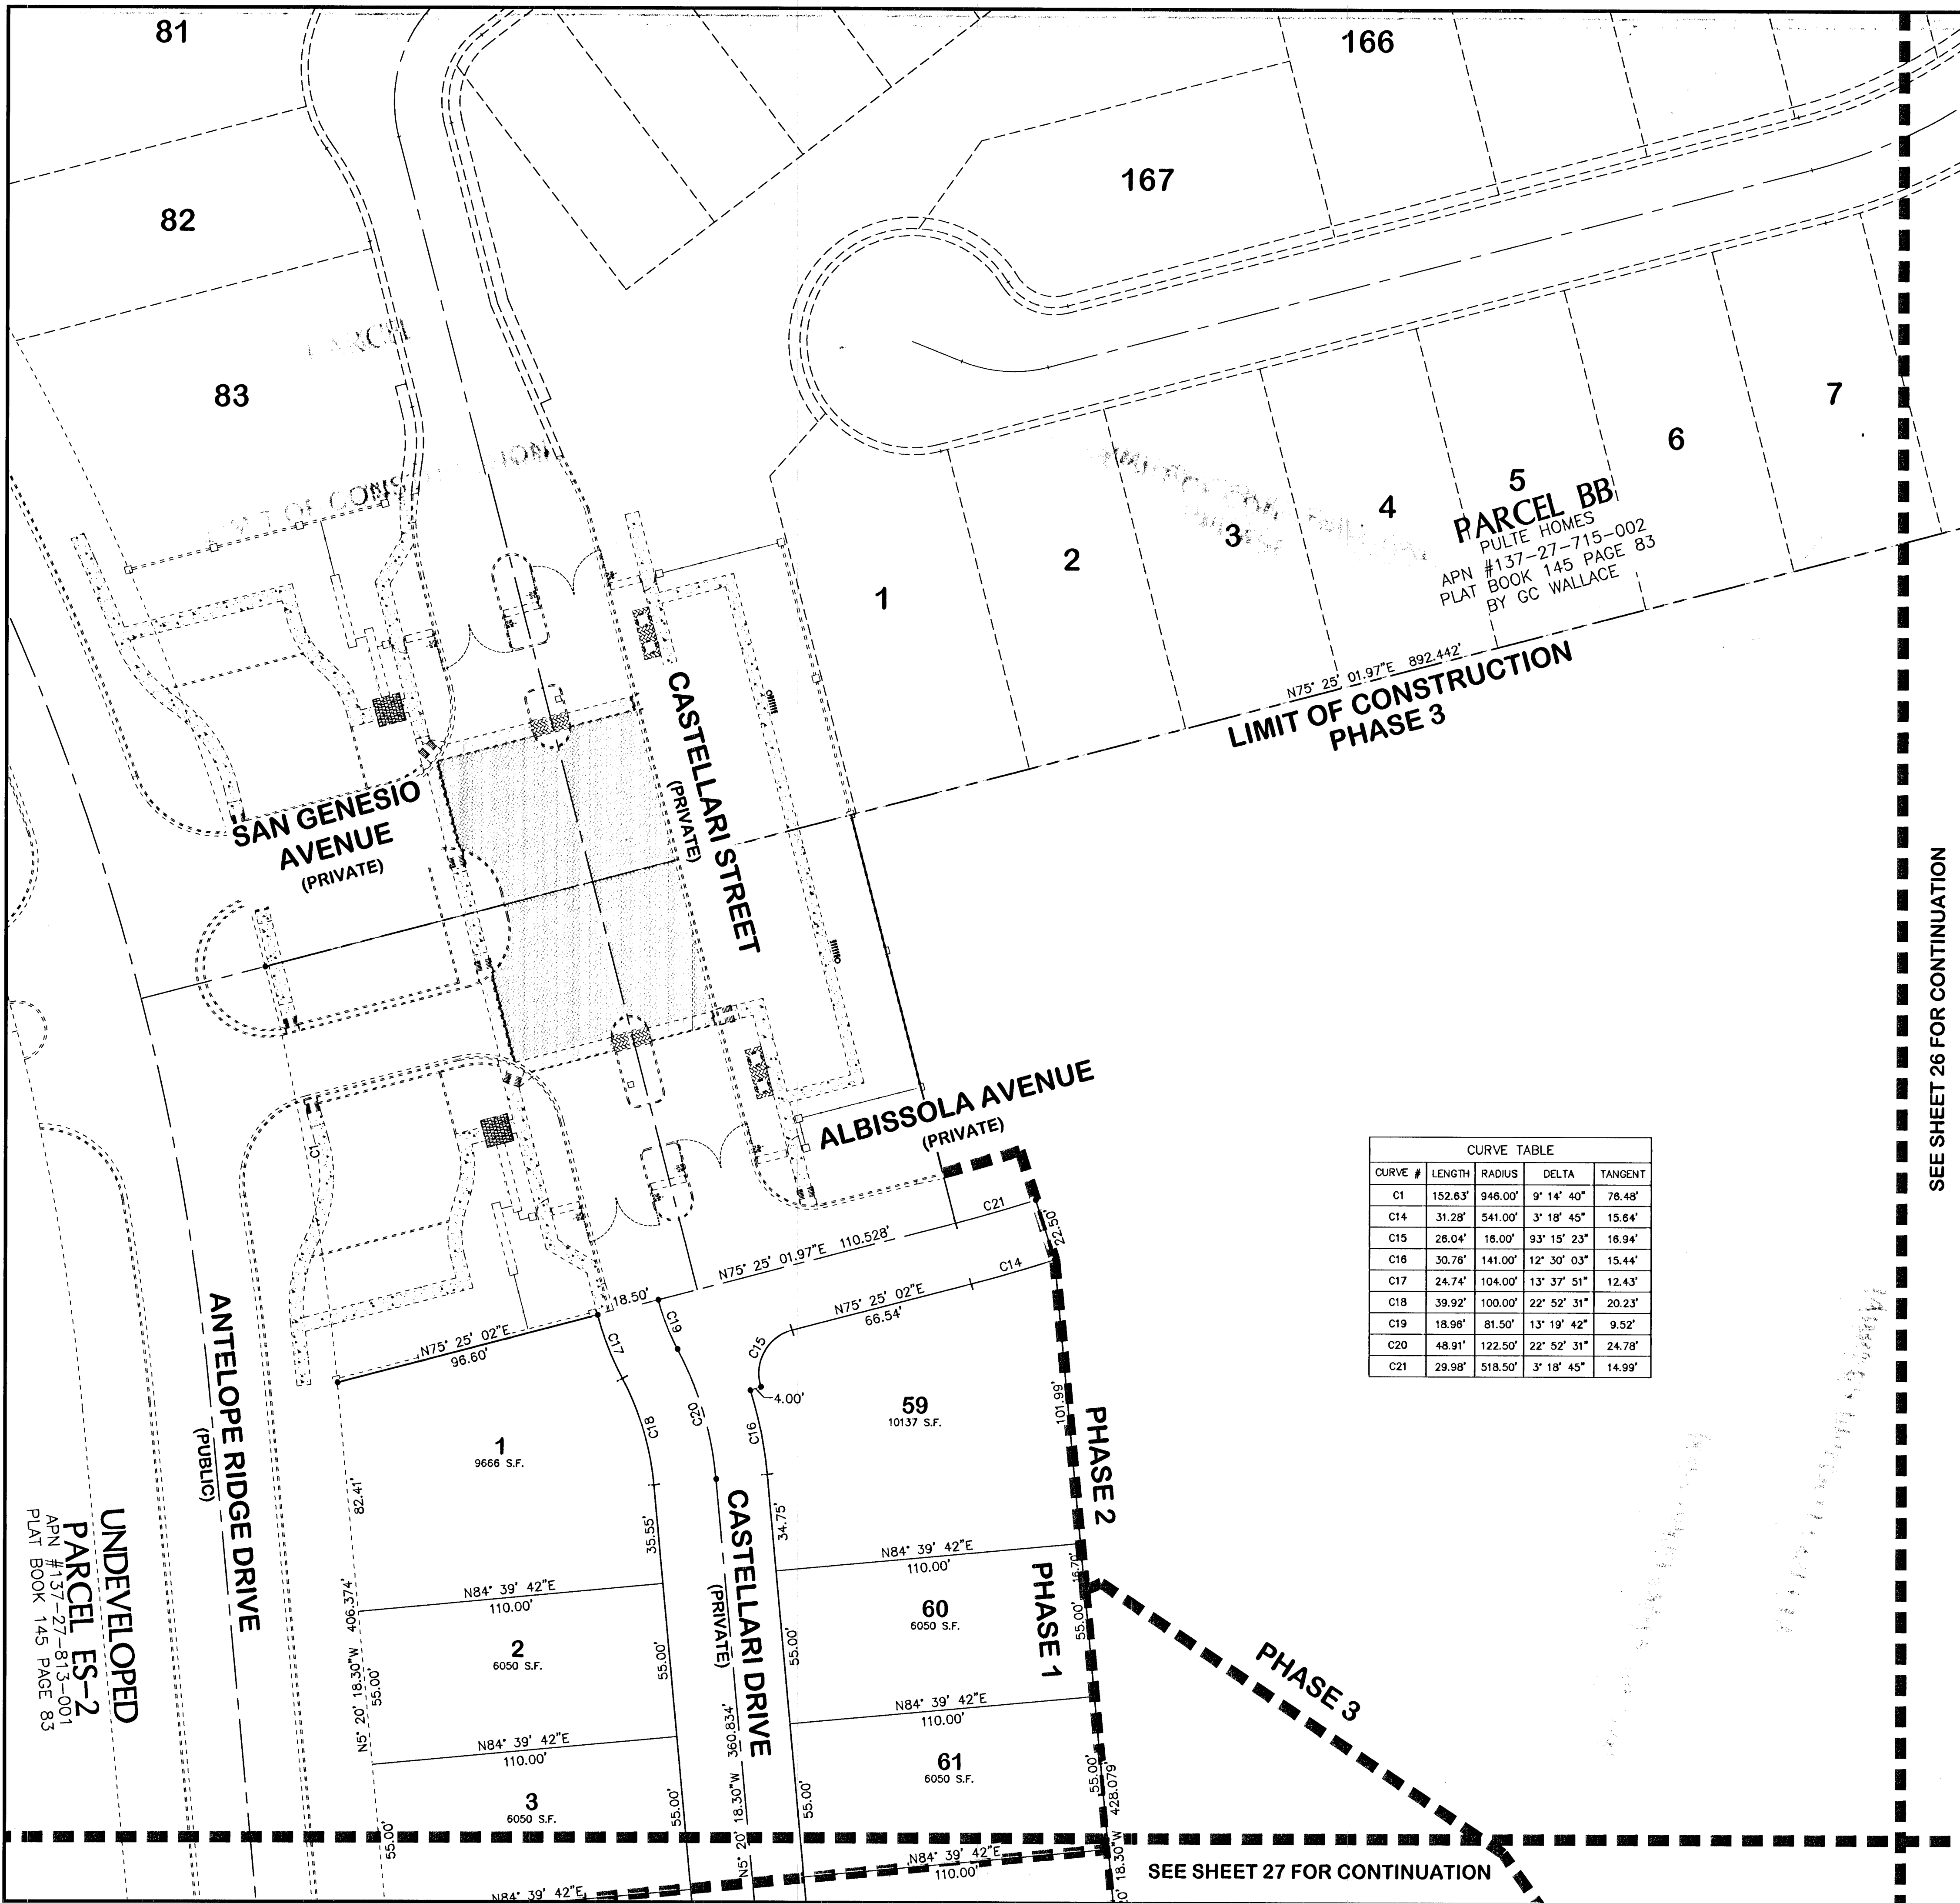 81
166
82
167
83
7
6
5
4
3
2
1
PARCEL BB
PULTE HOMES
APN #137-27-715-002
PLAT BOOK 145 PAGE 83
BY GC WALLACE
N75° 25' 01.97"E 892.442'
LIMIT OF CONSTRUCTION
PHASE 3
CASTELLARI STREET
(PRIVATE)
SAN GENESIO
AVENUE
(PRIVATE)
SEE SHEET 26 FOR CONTINUATION
ALBISSOLA AVENUE
(PRIVATE)
C1
CURVE TABLE
CURVE # LENGTH RADIUS DELTA TANGENT
C1 152.63' 946.00' 9° 14' 40" 76.48'
C14 31.28' 541.00' 3° 18' 45" 15.64'
C15 26.04' 16.00' 93° 15' 23" 16.94'
C16 30.76' 141.00' 12° 30' 03" 15.44'
C17 24.74' 104.00' 13° 37' 51" 12.43'
C18 39.92' 100.00' 22° 52' 31" 20.23'
C19 18.96' 81.50' 13° 19' 42" 9.52'
C20 48.91' 122.50' 22° 52' 31" 24.78'
C21 29.98' 518.50' 3° 18' 45" 14.99'
C21
22.50'
N75° 25' 01.97"E 110.528'
C14
18.50'
N75° 25' 02"E
66.54'
C19
C17
C15
N75° 25' 02"E
96.60'
4.00'
C20
C18
C16
59
10137 S.F.
101.99'
PHASE 2
1
9666 S.F.
82.41'
ANTELOPE RIDGE DRIVE
(PUBLIC)
35.55'
34.75'
CASTELLARI DRIVE
(PRIVATE)
N84° 39' 42"E
110.00'
16.70'
PHASE 1
N84° 39' 42"E
110.00'
60
6050 S.F.
55.00'
2
6050 S.F.
N5° 20' 18.30"W 406.374'
55.00'
55.00'
55.00'
PHASE 3
N84° 39' 42"E
110.00'
N84° 39' 42"E
110.00'
61
6050 S.F.
55.00'
428.079'
3
6050 S.F.
55.00'
55.00'
N5° 20' 18.30"W 360.834'
55.00'
UNDEVELOPED
PARCEL ES-2
APN #137-27-813-001
PLAT BOOK 145 PAGE 83
N84° 39' 42"E
110.00'
20' 18.30"W
SEE SHEET 27 FOR CONTINUATION
N84° 39' 42"E